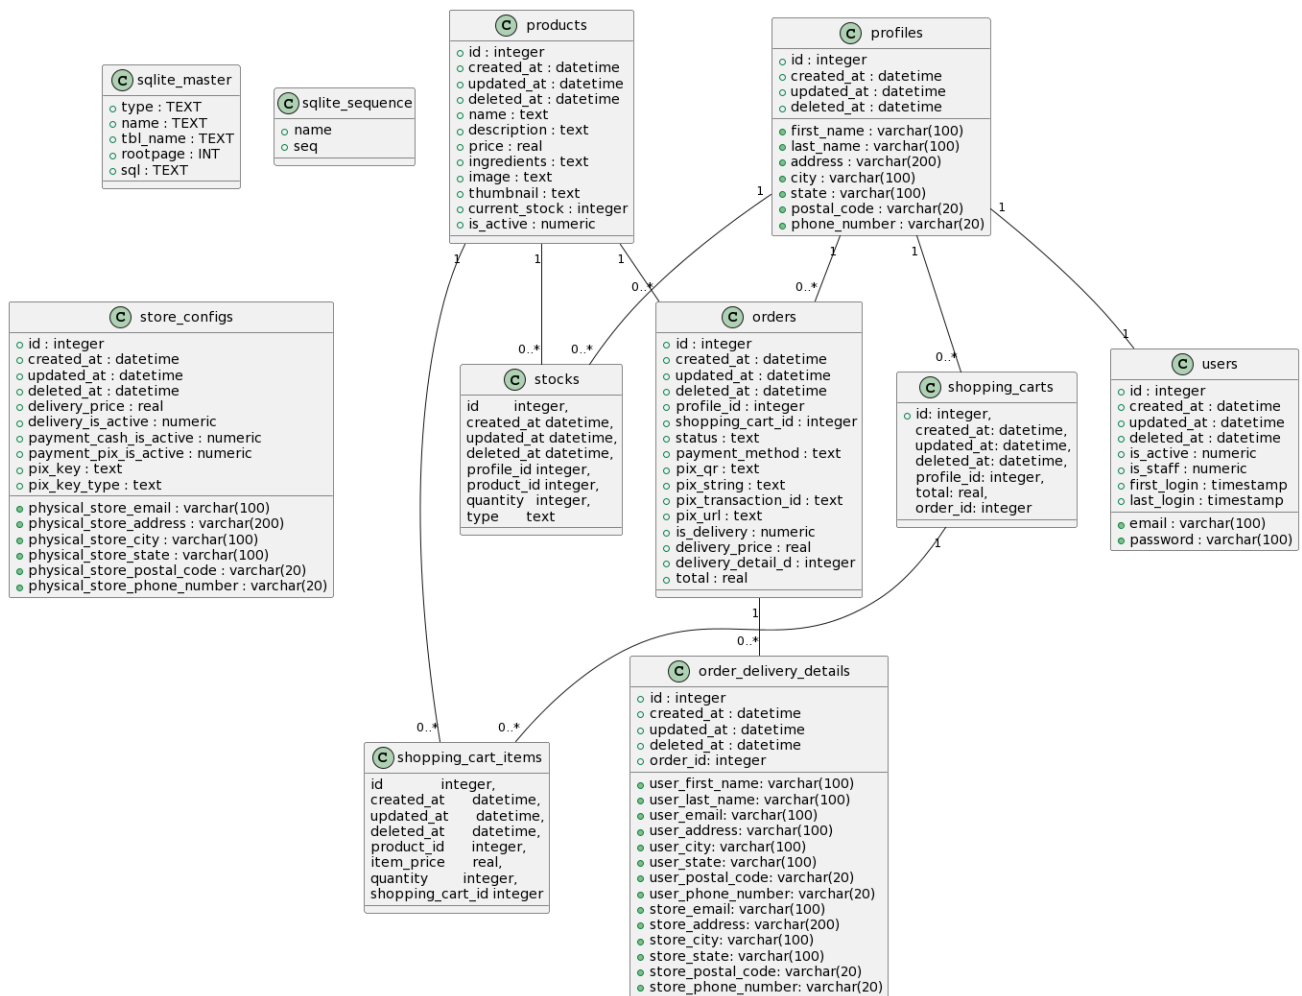 C sqlite_master
type : TEXT
name : TEXT
tbl_name : TEXT
rootpage : INT
sql : TEXT
C sqlite_sequence
name
seq
C products
id : integer
created_at : datetime
updated_at : datetime
deleted_at : datetime
name : text
description : text
price : real
ingredients : text
image : text
thumbnail : text
current_stock : integer
is_active : numeric
C profiles
id : integer
created_at : datetime
updated_at : datetime
deleted_at : datetime
first_name : varchar(100)
last_name : varchar(100)
address : varchar(200)
city : varchar(100)
state : varchar(100)
postal_code : varchar(20)
phone_number : varchar(20)
1
1
1
1
1
1
1
0..*
0..*
1
0..*
0..*
0..*
C store_configs
id : integer
created_at : datetime
updated_at : datetime
deleted_at : datetime
delivery_price : real
delivery_is_active : numeric
payment_cash_is_active : numeric
payment_pix_is_active : numeric
pix_key : text
pix_key_type : text
physical_store_email : varchar(100)
physical_store_address : varchar(200)
physical_store_city : varchar(100)
physical_store_state : varchar(100)
physical_store_postal_code : varchar(20)
physical_store_phone_number : varchar(20)
C stocks
id integer,
created_at datetime,
updated_at datetime,
deleted_at datetime,
profile_id integer,
product_id integer,
quantity integer,
type text
C orders
id : integer
created_at : datetime
updated_at : datetime
deleted_at : datetime
profile_id : integer
shopping_cart_id : integer
status : text
payment_method : text
pix_qr : text
pix_string : text
pix_transaction_id : text
pix_url : text
is_delivery : numeric
delivery_price : real
delivery_detail_d : integer
total : real
C shopping_carts
id: integer,
created_at: datetime,
updated_at: datetime,
deleted_at: datetime,
profile_id: integer,
total: real,
order_id: integer
C users
id : integer
created_at : datetime
updated_at : datetime
deleted_at : datetime
is_active : numeric
is_staff : numeric
first_login : timestamp
last_login : timestamp
email : varchar(100)
password : varchar(100)
1
1
0..*
0..*
0..*
C shopping_cart_items
id integer,
created_at datetime,
updated_at datetime,
deleted_at datetime,
product_id integer,
item_price real,
quantity integer,
shopping_cart_id integer
C order_delivery_details
id : integer
created_at : datetime
updated_at : datetime
deleted_at : datetime
order_id: integer
user_first_name: varchar(100)
user_last_name: varchar(100)
user_email: varchar(100)
user_address: varchar(100)
user_city: varchar(100)
user_state: varchar(100)
user_postal_code: varchar(20)
user_phone_number: varchar(20)
store_email: varchar(100)
store_address: varchar(200)
store_city: varchar(100)
store_state: varchar(100)
store_postal_code: varchar(20)
store_phone_number: varchar(20)